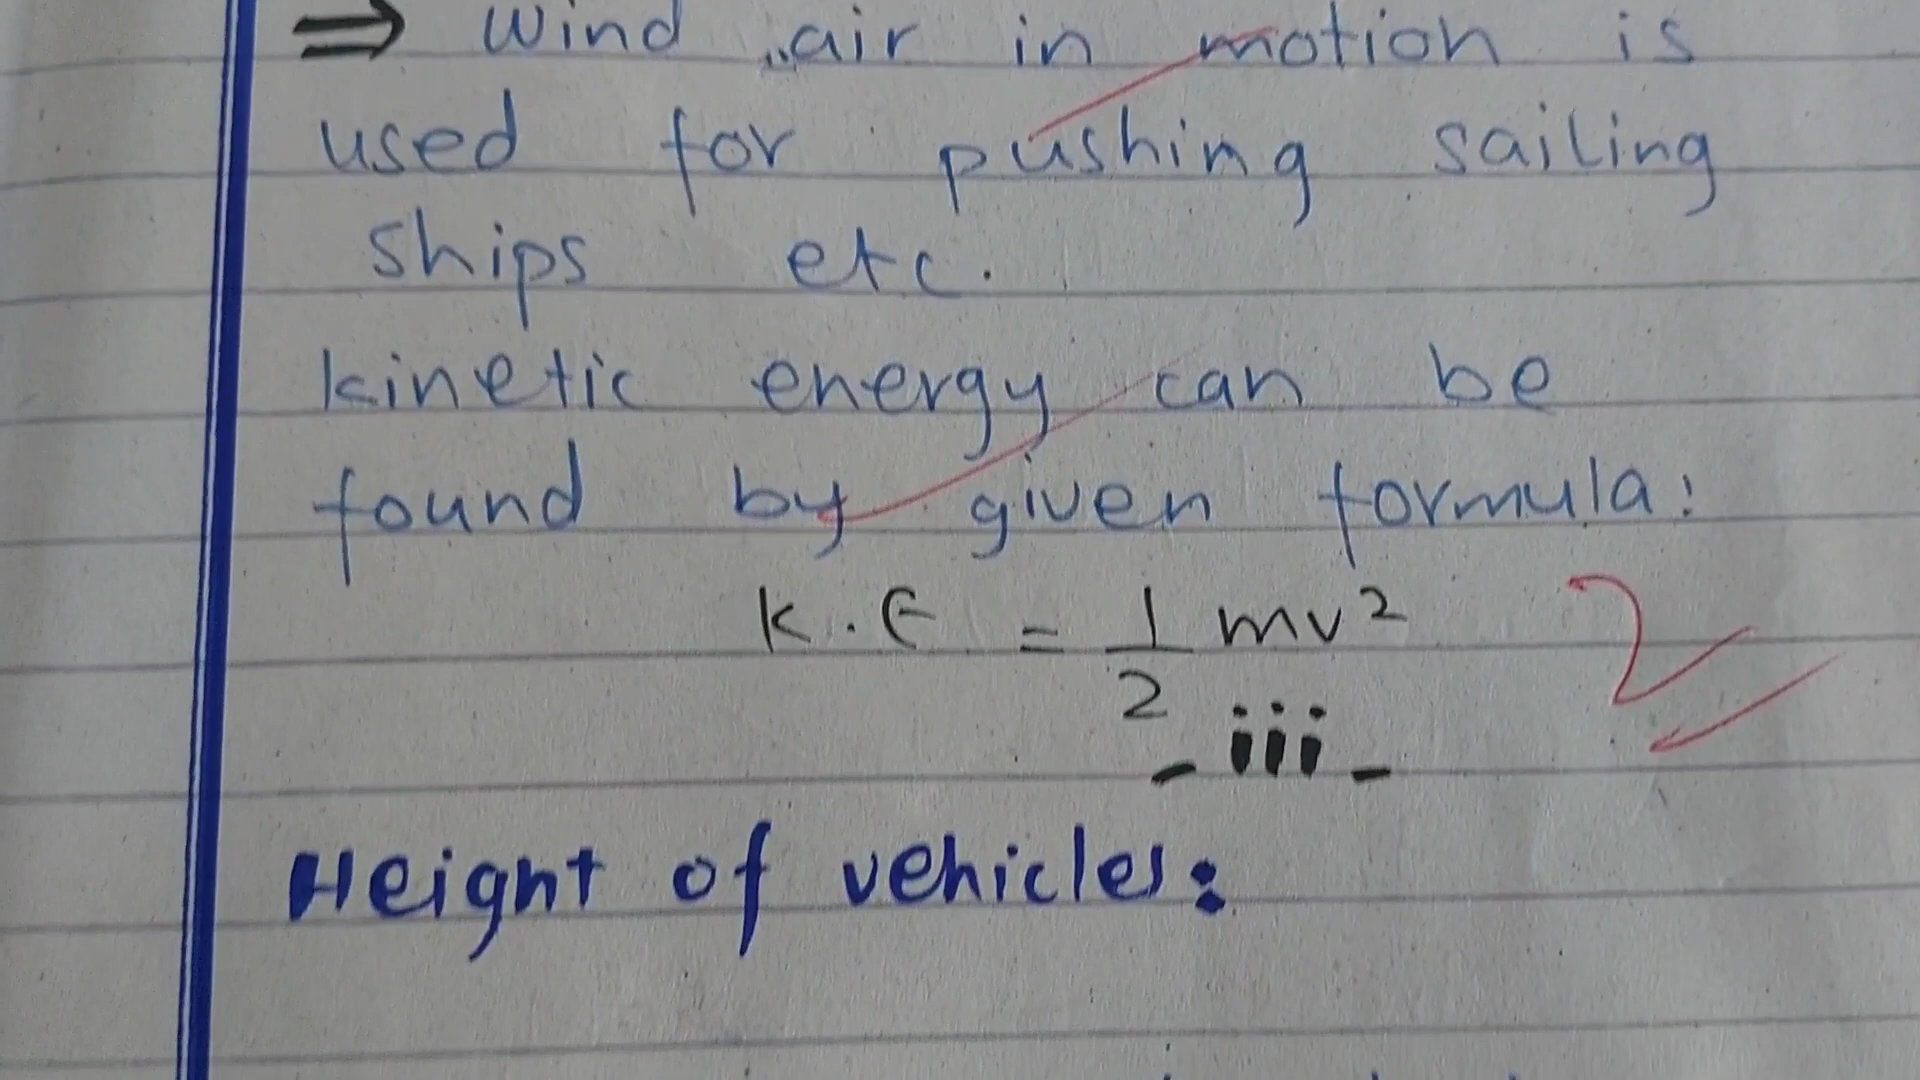 ⇒ Wind air in motion is
used for pushing sailing
ships etc.
kinetic energy can be
found by given formula:
K.E = 1/2 mv²
- iii -
Height of vehicles: